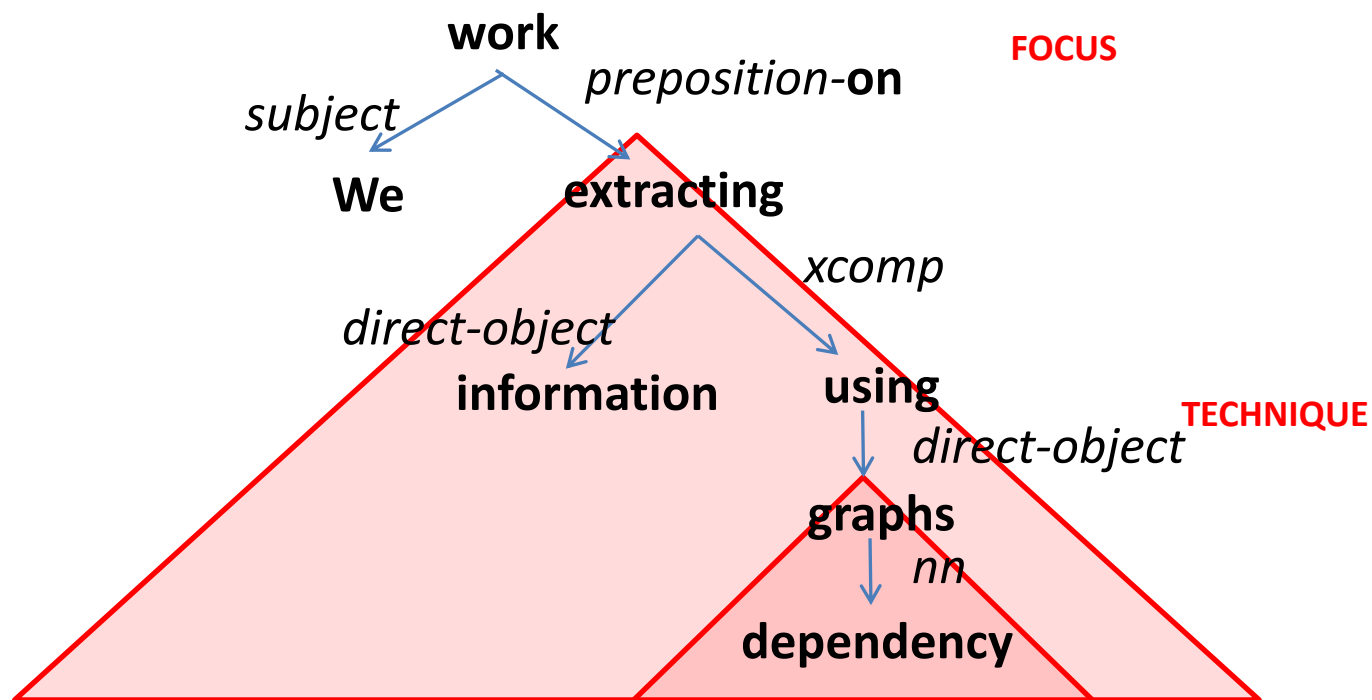 work
FOCUS
preposition-on
subject
We
extracting
xcomp
direct-object
information
using
TECHNIQUE
direct-object
graphs
nn
dependency